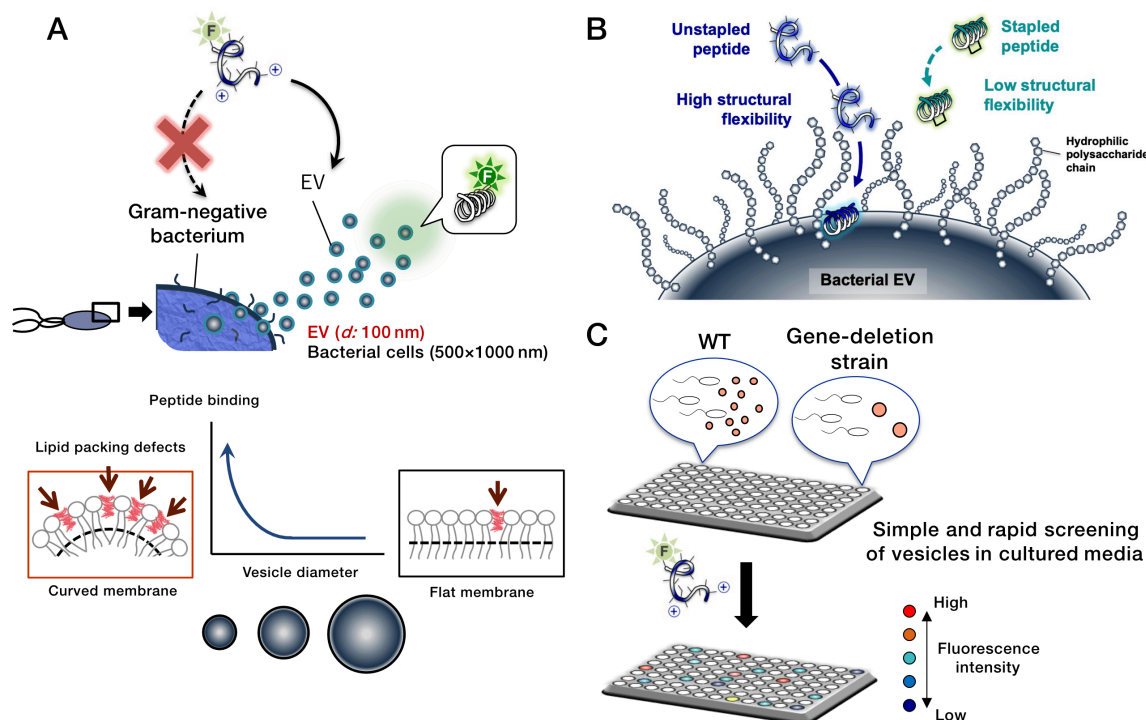 A
F
+
+
EV
F
Gram-negative
bacterium
EV (d: 100 nm)
Bacterial cells (500×1000 nm)
Peptide binding
Lipid packing defects
Vesicle diameter
Curved membrane
Flat membrane
B
Unstapled
peptide
Stapled
peptide
High structural
flexibility
Low structural
flexibility
Hydrophilic
polysaccharide
chain
Bacterial EV
C
WT
Gene-deletion
strain
Simple and rapid screening
of vesicles in cultured media
F
+
+
High
Fluorescence
intensity
Low